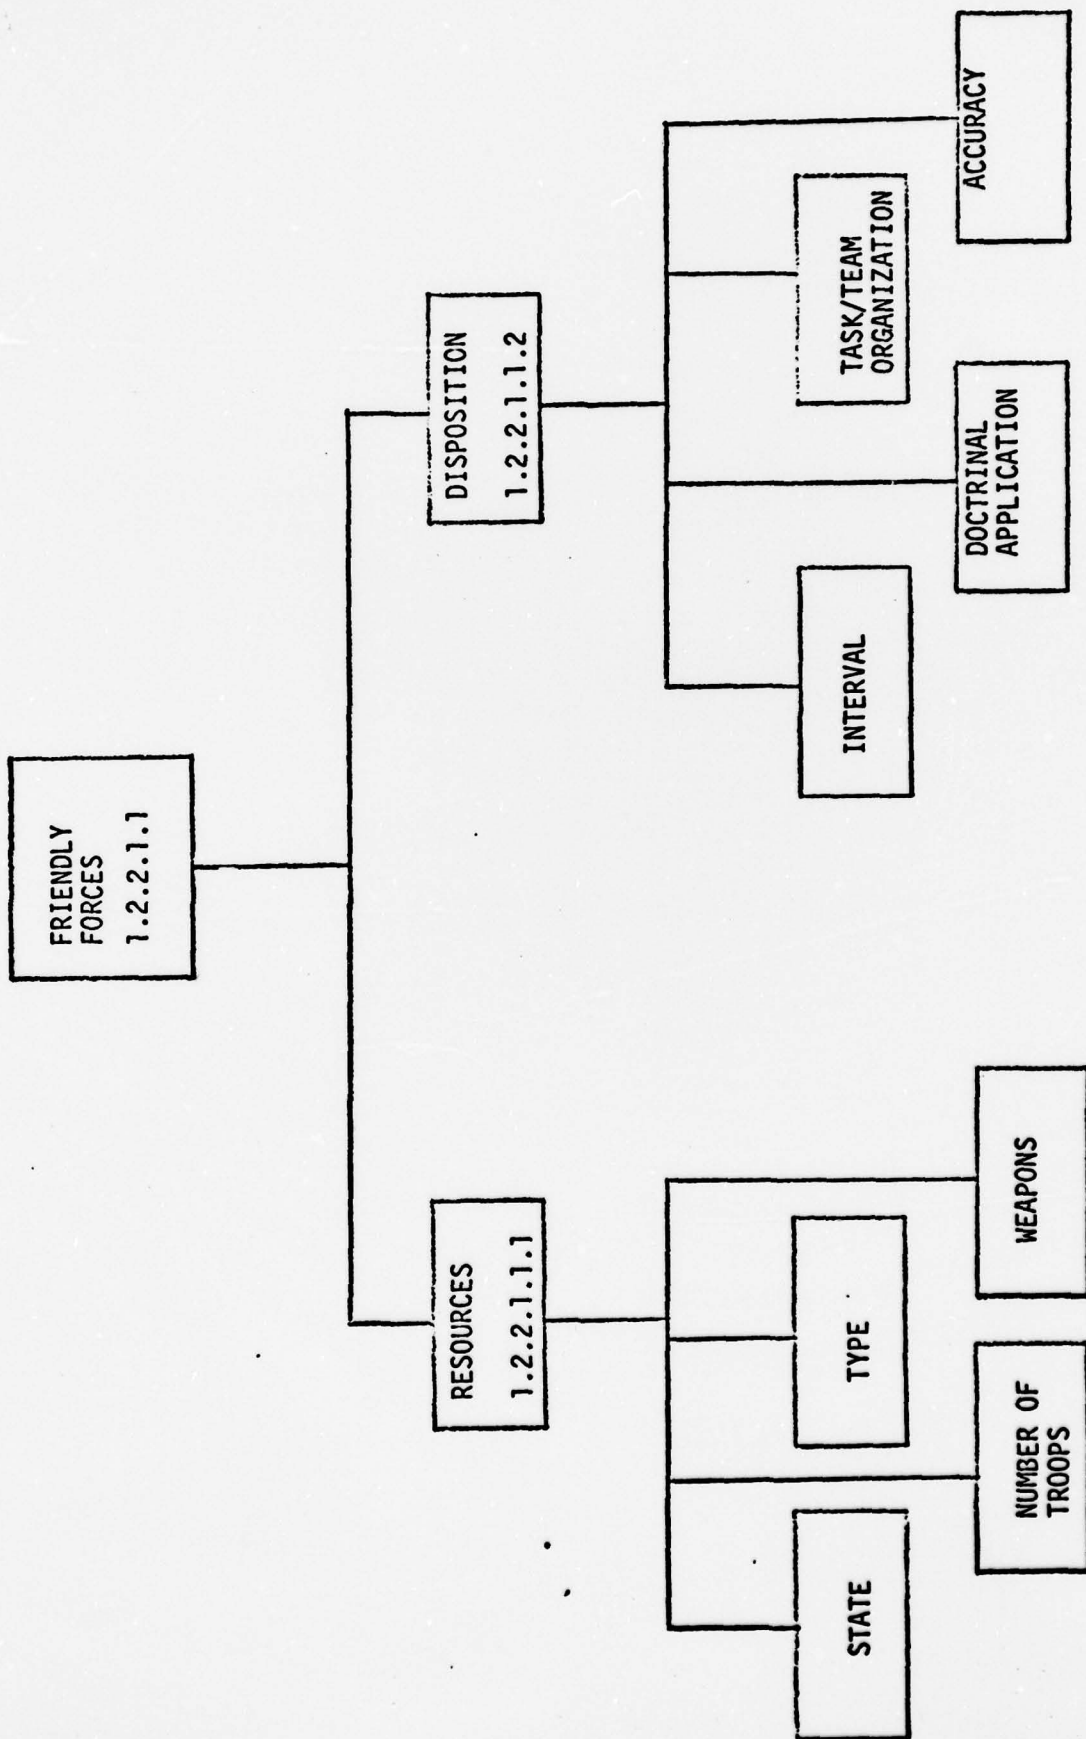 FRIENDLY
FORCES
1.2.2.1.1
RESOURCES
1.2.2.1.1.1
DISPOSITION
1.2.2.1.1.2
STATE
NUMBER OF
TROOPS
TYPE
WEAPONS
INTERVAL
DOCTRINAL
APPLICATION
TASK/TEAM
ORGANIZATION
ACCURACY